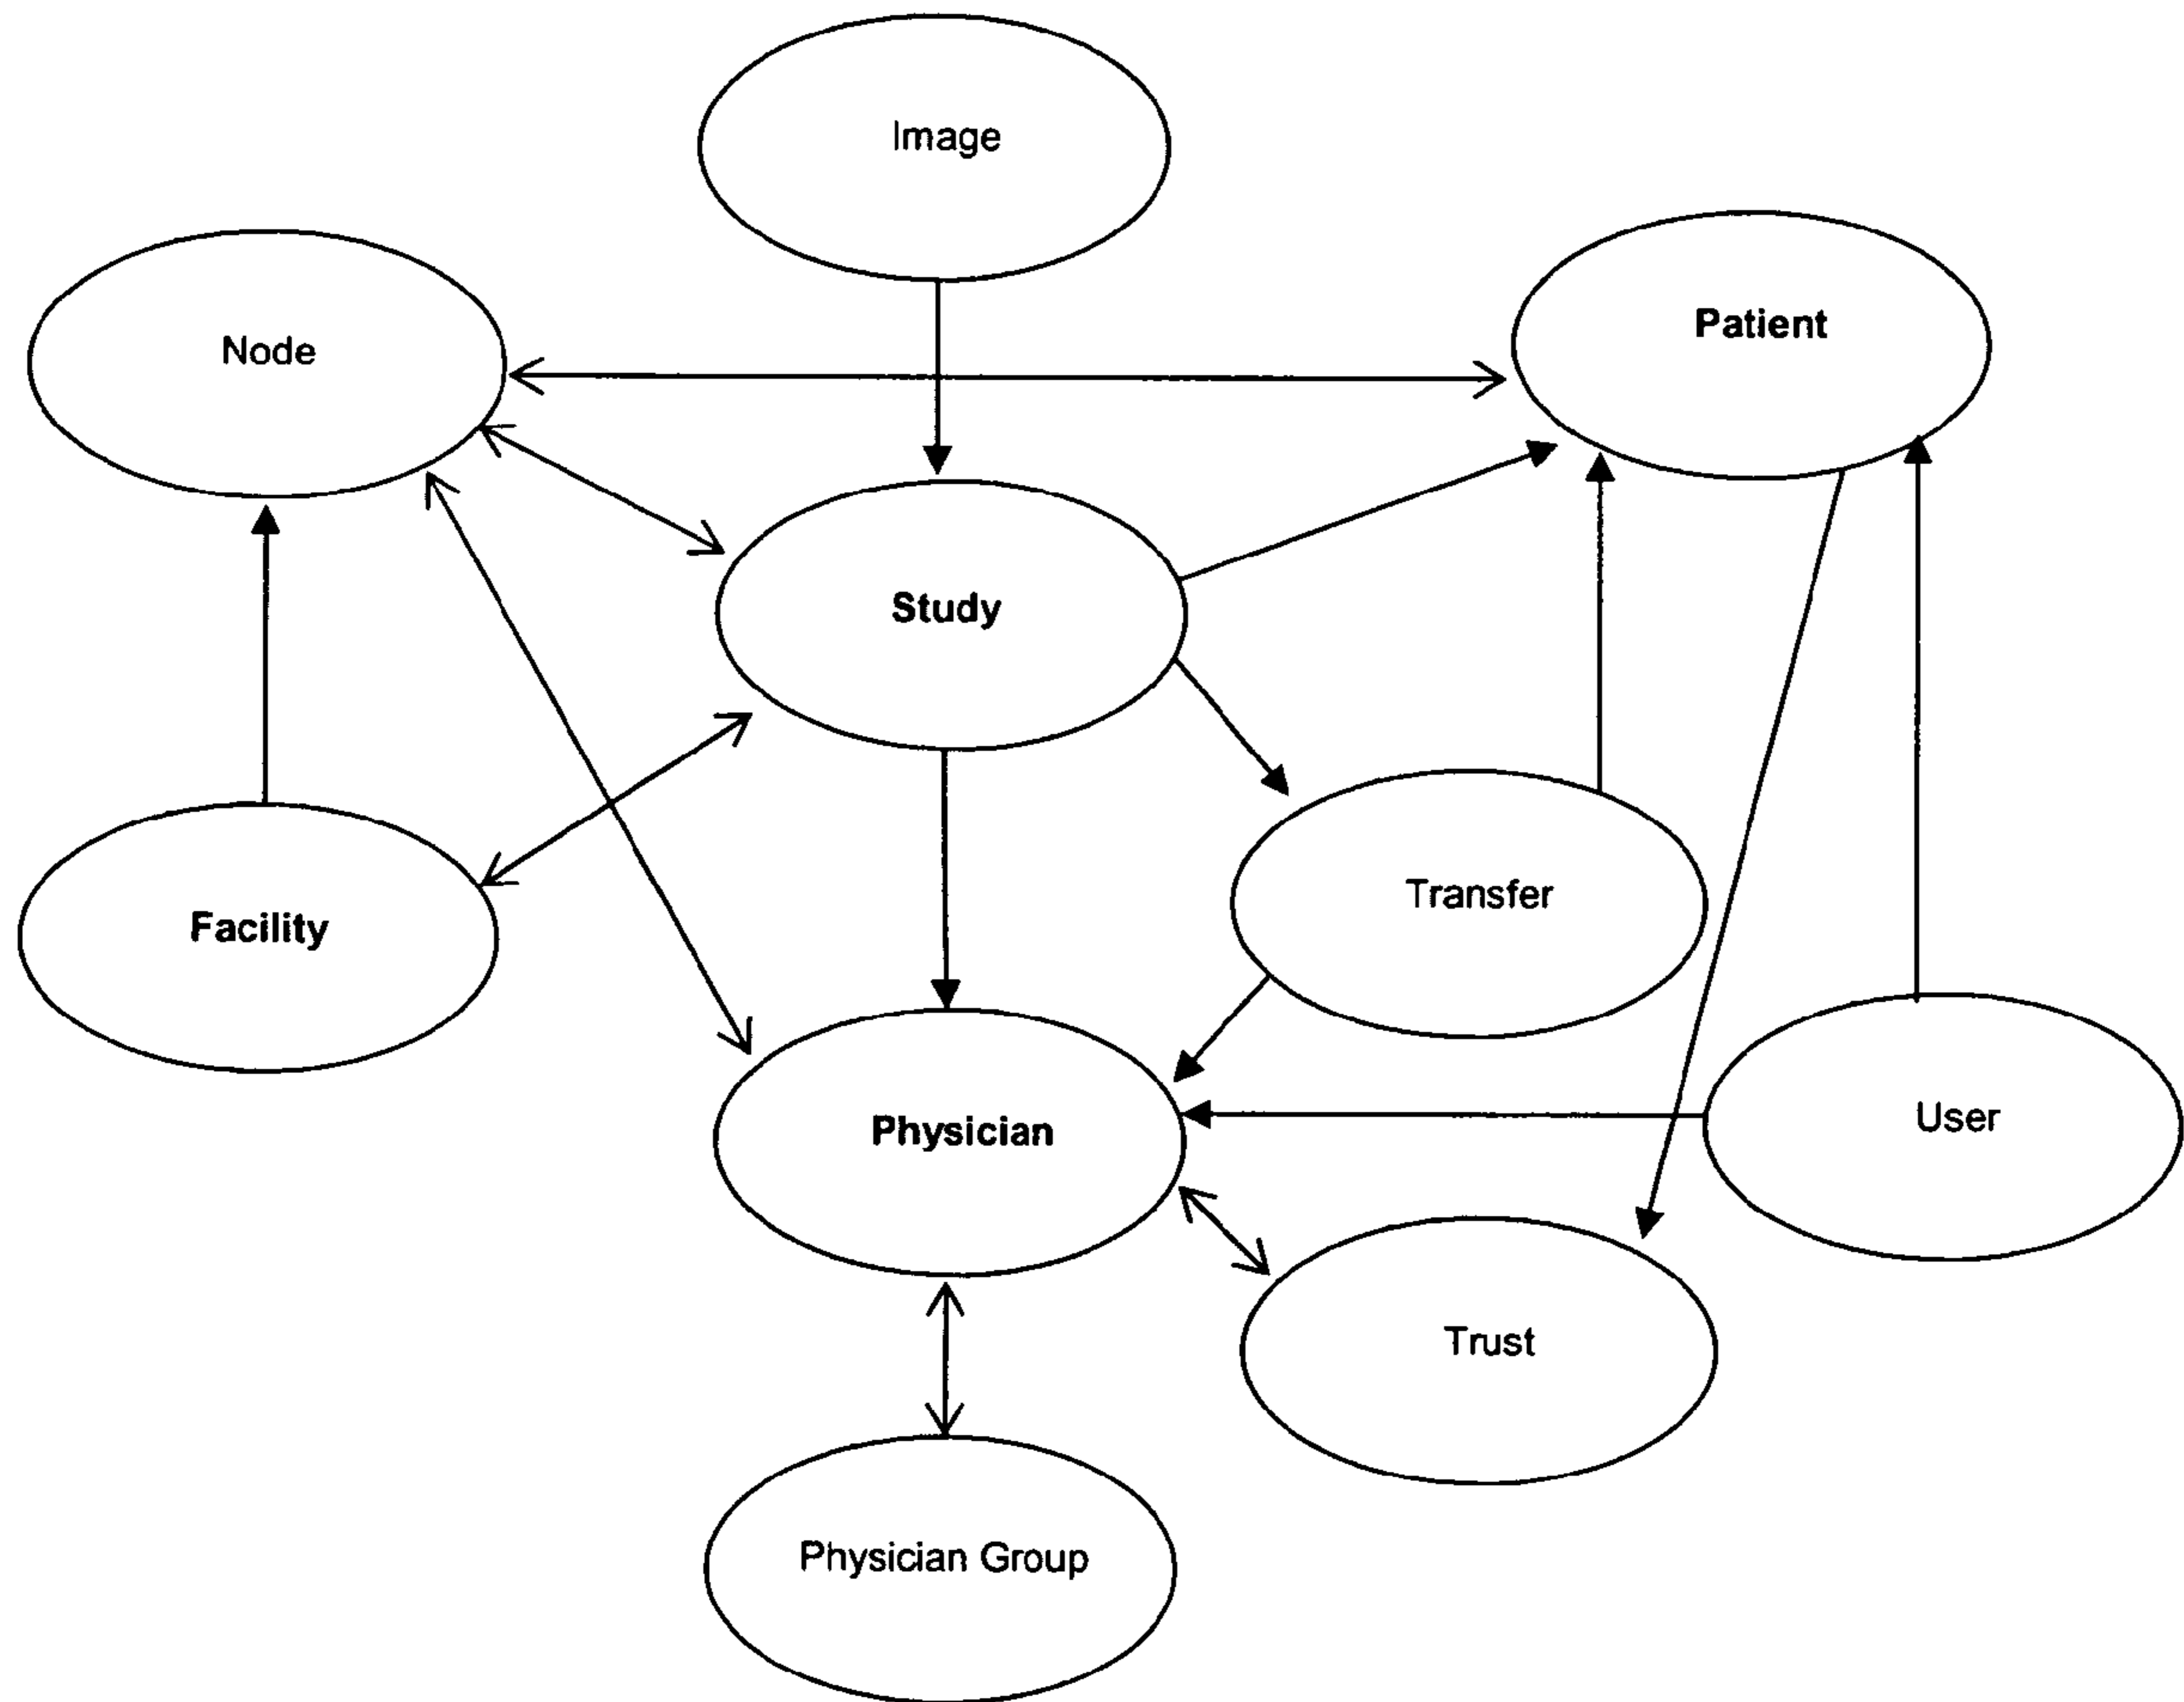 Image
Patient
Node
Study
Transfer
Facility
User
Physician
Trust
Physician Group